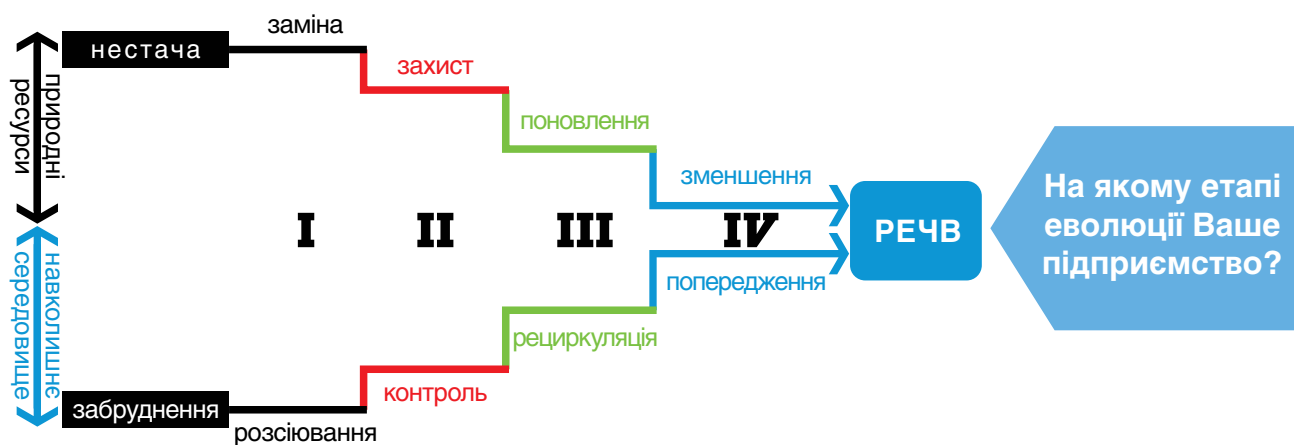 природні
ресурси
навколишнє
середовище
нестача
заміна
захист
поновлення
зменшення
I
II
III
IV
РЕЧВ
На якому етапі
еволюції Ваше
підприємство?
попередження
рециркуляція
контроль
забруднення
розсіювання